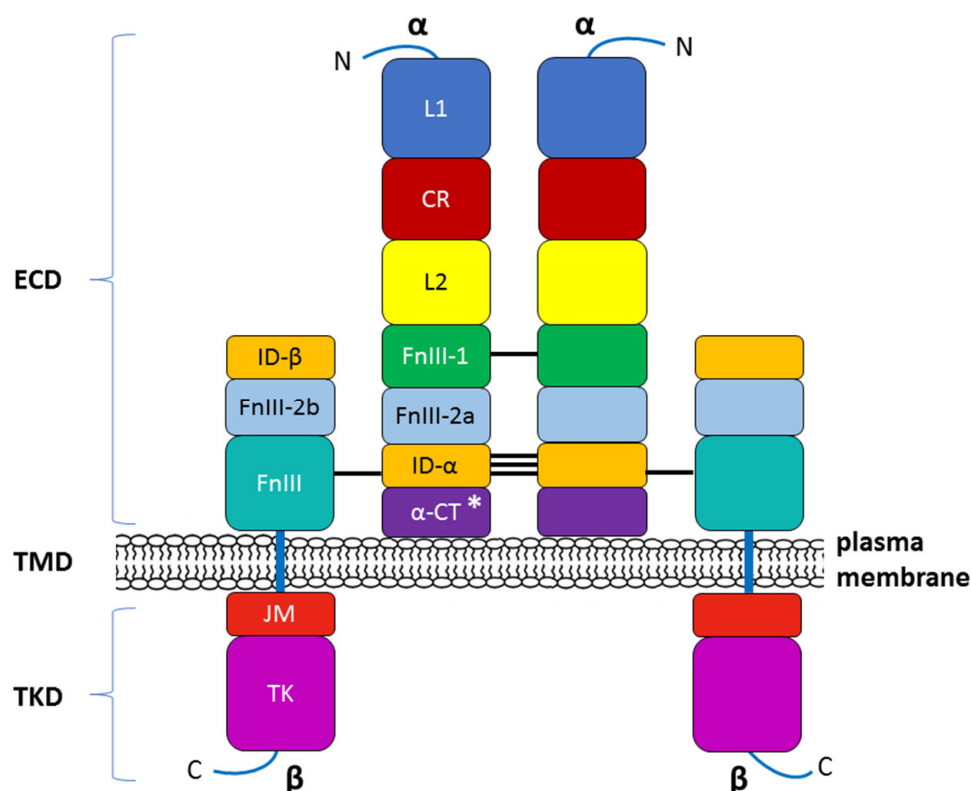 α α
N N
L1
CR
ECD
L2
ID-β
FnIII-1
FnIII-2b
FnIII-2a
ID-α
FnIII
α-CT *
TMD
plasma
membrane
JM
TKD
TK
C C
β β